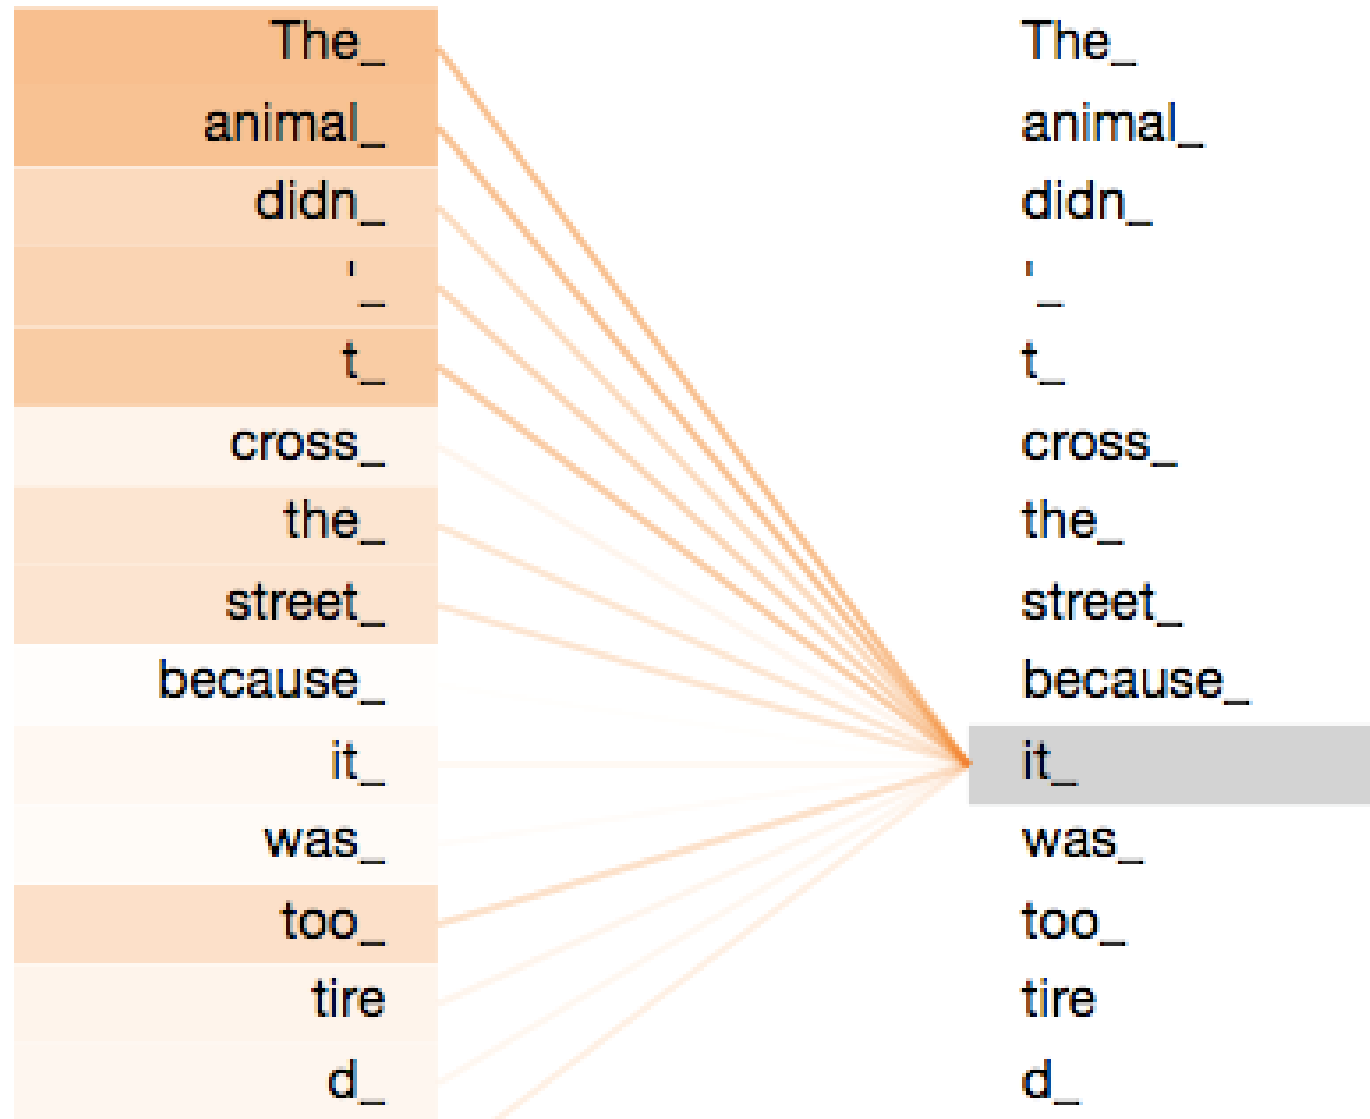 The_ The_
animal_ animal_
didn_ didn_
'_ '_
t_ t_
cross_ cross_
the_ the_
street_ street_
because_ because_
it_ it_
was_ was_
too_ too_
tire tire
d_ d_